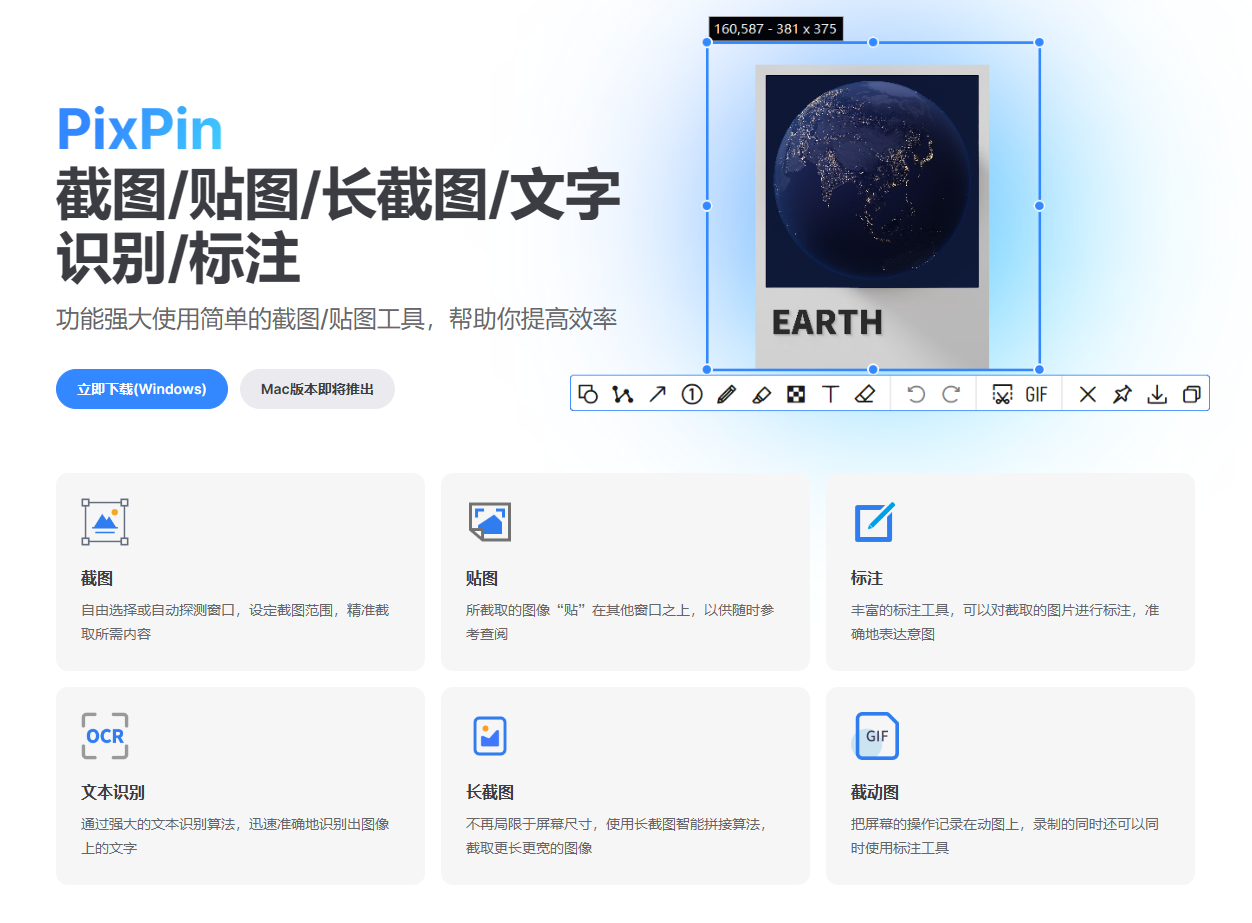 160,587 - 381 x 375
PixPin
截图/贴图/长截图/文字
识别/标注
功能强大使用简单的截图/贴图工具，帮助你提高效率
立即下载(Windows)
Mac版本即将推出
EARTH
1
T
GIF
截图
自由选择或自动探测窗口，设定截图范围，精准截
取所需内容
贴图
所截取的图像“贴”在其他窗口之上，以供随时参
考查阅
标注
丰富的标注工具，可以对截取的图片进行标注，准
确地表达意图
OCR
文本识别
通过强大的文本识别算法，迅速准确地识别出图像
上的文字
长截图
不再局限于屏幕尺寸，使用长截图智能拼接算法，
截取更长更宽的图像
GIF
截动图
把屏幕的操作记录在动图上，录制的同时还可以同
时使用标注工具